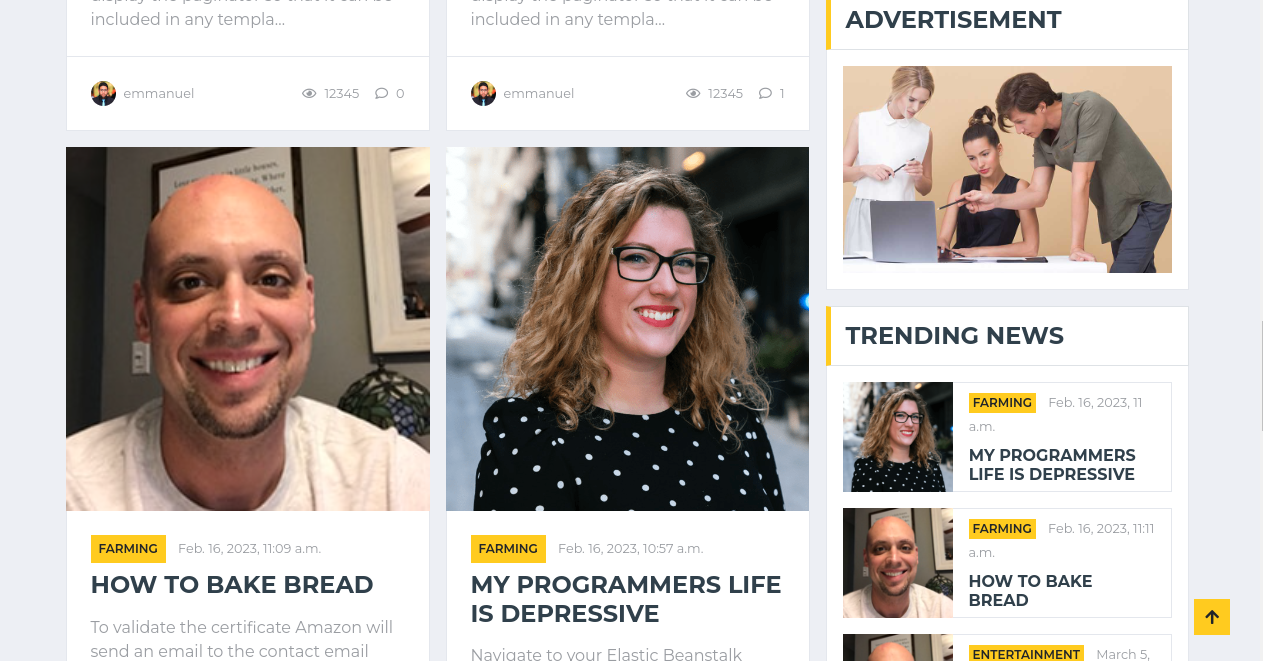 included in any templa...
emmanuel
12345
0
included in any templa...
emmanuel
12345
1
FARMING
Feb. 16, 2023, 11:09 a.m.
HOW TO BAKE BREAD
To validate the certificate Amazon will
send an email to the contact email
FARMING
Feb. 16, 2023, 10:57 a.m.
MY PROGRAMMERS LIFE
IS DEPRESSIVE
Navigate to your Elastic Beanstalk
ADVERTISEMENT
TRENDING NEWS
FARMING
Feb. 16, 2023, 11
a.m.
MY PROGRAMMERS
LIFE IS DEPRESSIVE
FARMING
Feb. 16, 2023, 11:11
a.m.
HOW TO BAKE
BREAD
ENTERTAINMENT
March 5,